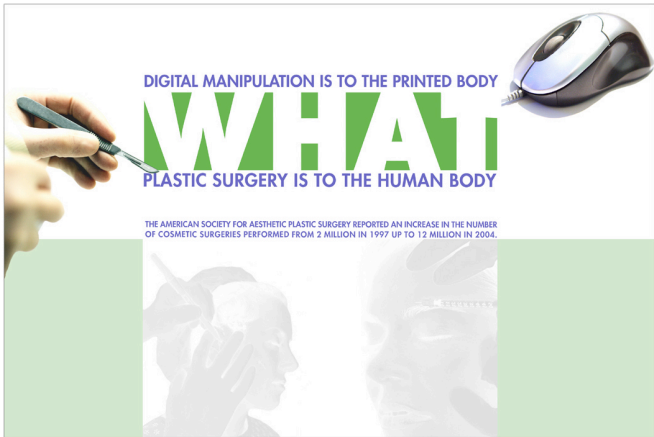 DIGITAL MANIPULATION IS TO THE PRINTED BODY
WHAT
PLASTIC SURGERY IS TO THE HUMAN BODY
THE AMERICAN SOCIETY FOR AESTHETIC PLASTIC SURGERY REPORTED AN INCREASE IN THE NUMBER
OF COSMETIC SURGERIES PERFORMED FROM 2 MILLION IN 1997 UP TO 12 MILLION IN 2004.